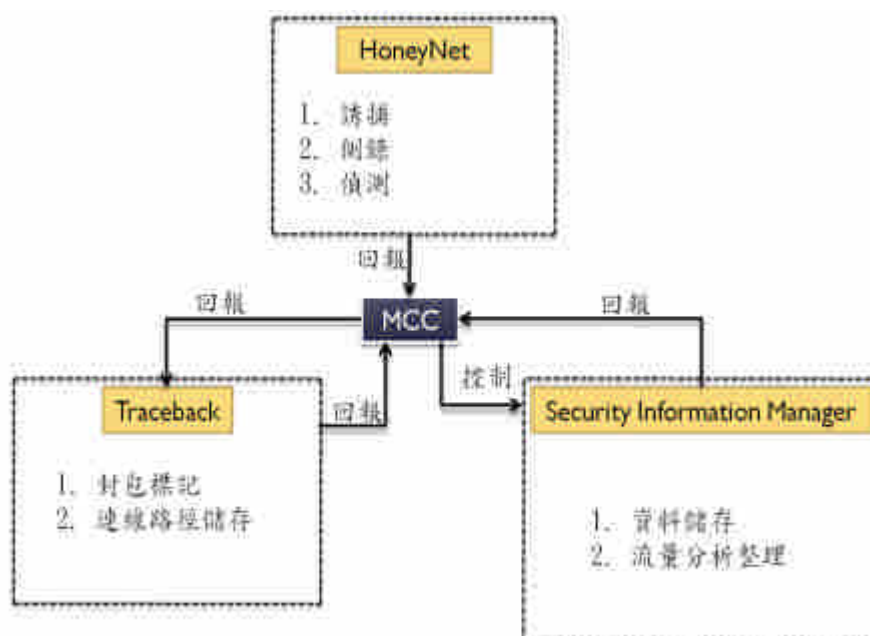 HoneyNet
1. 誘捕
2. 側錄
3. 偵測
回報
回報
MCC
回報
Traceback
回報
控制
Security Information Manager
1. 封包標記
2. 連線路徑儲存
1. 資料儲存
2. 流量分析整理